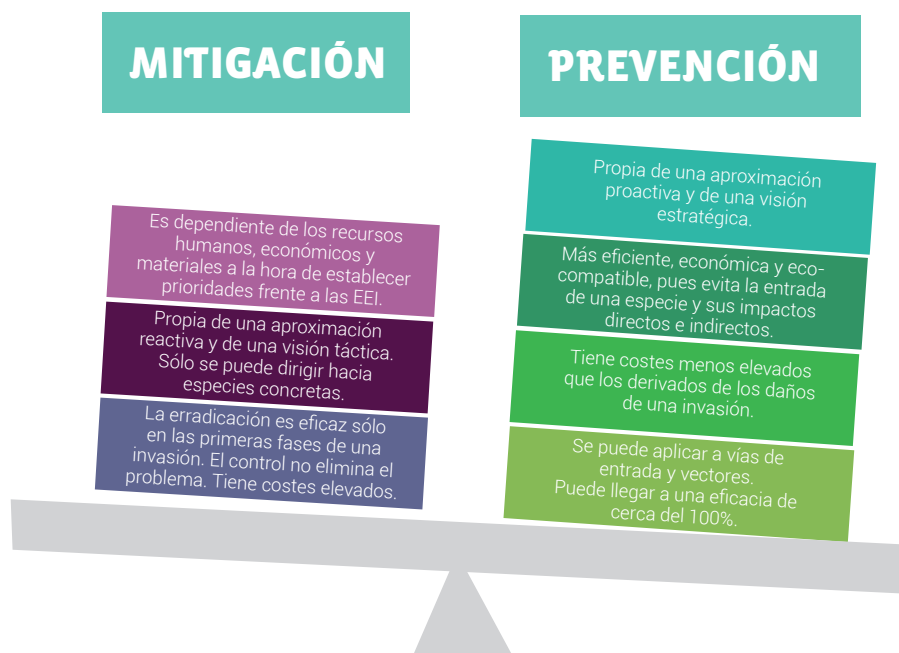 MITIGACIÓN
Es dependiente de los recursos
humanos, económicos y
materiales a la hora de establecer
prioridades frente a las EEI.
Propia de una aproximación
reactiva y de una visión táctica.
Sólo se puede dirigir hacia
especies concretas.
La erradicación es eficaz sólo
en las primeras fases de una
invasión. El control no elimina el
problema. Tiene costes elevados.
PREVENCIÓN
Propia de una aproximación
proactiva y de una visión
estratégica.
Más eficiente, económica y eco-
compatible, pues evita la entrada
de una especie y sus impactos
directos e indirectos.
Tiene costes menos elevados
que los derivados de los daños
de una invasión.
Se puede aplicar a vías de
entrada y vectores.
Puede llegar a una eficacia de
cerca del 100%.